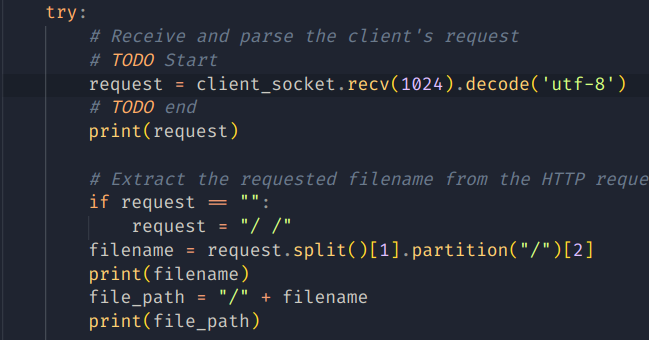 try:
# Receive and parse the client's request
# TODO Start
request = client_socket.recv(1024).decode('utf-8')
# TODO end
print(request)
# Extract the requested filename from the HTTP reque
if request == "":
request = "/ /"
filename = request.split()[1].partition("/")[2]
print(filename)
file_path = "/" + filename
print(file_path)